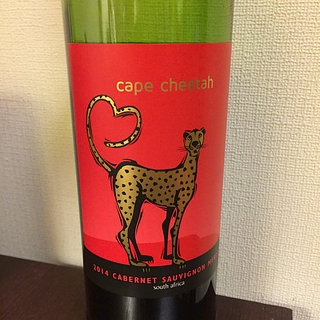 cape cheetah
2014 CABERNET SAUVIGNON
south africa